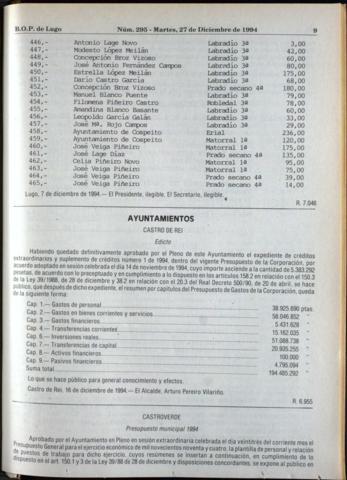 B.O.P. de Lugo Núm. 295 - Martes, 27 de Diciembre de 1994 9
446,- Antonio Lage Novo Labradío 3ª 3,00
447,- Modesto López Meilán Labradío 3ª 42,00
448,- Concepción Broz Vizoso Labradío 3ª 60,00
449,- José Antonio Fernández Campos Labradío 3ª 80,00
450,- Estrella López Meilán Labradío 3ª 175,00
451,- Darío Castro García Labradío 3ª 68,00
452,- Concepción Broz Vizoso Prado secano 4ª 180,00
453,- Manuel Blanco Puente Labradío 3ª 79,00
454,- Filomena Piñeiro Castro Robledal 3ª 78,00
455,- Amandina Blanco Basante Labradío 3ª 60,00
456,- Leopoldo García Galán Labradío 3ª 33,00
457,- José Mª. Rajo Campos Labradío 3ª 29,00
458,- Ayuntamiento de Cospeito Erial 236,00
459,- Ayuntamiento de Cospeito Matorral 1ª 120,00
460,- José Veiga Piñeiro Matorral 1ª 175,00
461,- José Lage Díaz Prado secano 4ª 135,00
462,- Celia Piñeiro Novo Matorral 1ª 95,00
463,- José Veiga Piñeiro Matorral 1ª 75,00
464,- José Veiga Piñeiro Prado secano 4ª 39,00
465,- José Veiga Piñeiro Prado secano 4ª 14,00
Lugo, 7 de diciembre de 1994.— El Presidente, ilegible. El Secretario, ilegible.
R. 7.046
AYUNTAMIENTOS
CASTRO DE REI
Edicto
Habiendo quedado definitivamente aprobado por el Pleno de este Ayuntamiento el expediente de créditos
extraordinarios y suplemento de créditos número 1 de 1994, dentro del vigente Presupuesto de la Corporación, por
acuerdo adoptado en sesión celebrada el día 14 de noviembre de 1994, cuyo importe asciende a la cantidad de 5.383.292
pesetas, de acuerdo con lo preceptuado y en cumplimiento a lo dispuesto en los artículos 158.2 en relación con el 150.3
de la Ley 39/1988, de 28 de diciembre y 38.2 en relación con el 20.3 del Real Decreto 500/90, de 20 de abril, se hace
público, que después de dicho expediente, el resumen por capítulos del Presupuesto de Gastos de la Corporación, queda
de la siguiente forma:
Cap. 1.— Gastos de personal 38.925.890 ptas.
Cap. 2.— Gastos en bienes corrientes y servicios 58.046.852 "
Cap. 3.— Gastos financieros 5.431.628 "
Cap. 4.— Transferencias corrientes 15.162.035 "
Cap. 6.— Inversiones reales 51.088.738 "
Cap. 7.— Transferencias de capital 20.935.255 "
Cap. 8.— Activos financieros 100.000 "
Cap. 9.— Pasivos financieros 4.795.094 "
Suma total 194.485.292 "
Lo que se hace público para general conocimiento y efectos.
Castro de Rei, 16 de diciembre de 1994.— El Alcalde, Arturo Pereiro Vilariño.
R. 6.955
CASTROVERDE
Presupuesto municipal 1994
Aprobado por el Ayuntamiento en Pleno en sesión extraordinaria celebrada el día veintitrés del corriente mes el
Presupuesto General para el ejercicio económico de mil novecientos noventa y cuatro, la plantilla de personal y relación
de puestos de trabajo para dicho ejercicio, cuyos resúmenes se insertan a continuación, en cumplimiento de lo
dispuesto en el art. 150.1 y 3 de la Ley 39/88 de 28 de diciembre y disposiciones concordantes, se expone al público en